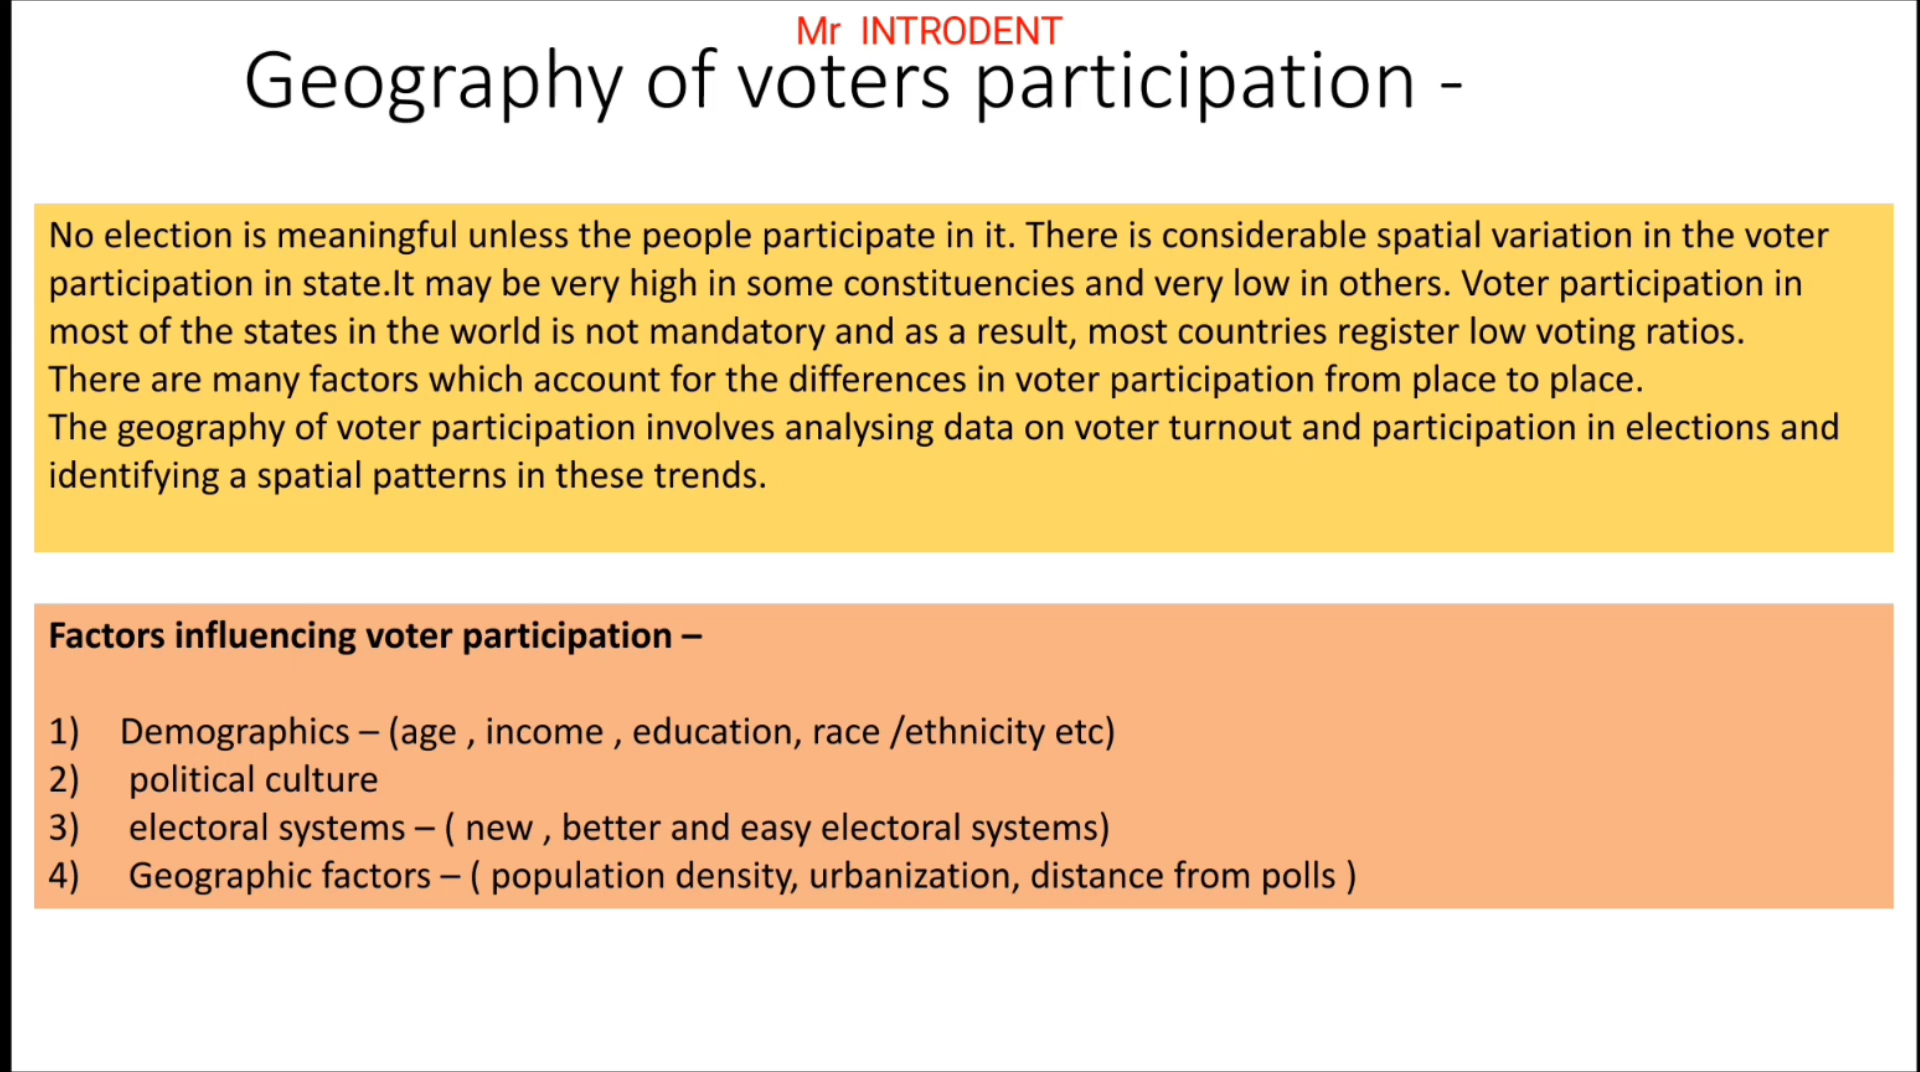 Mr INTRODENT
Geography of voters participation -
No election is meaningful unless the people participate in it. There is considerable spatial variation in the voter
participation in state.It may be very high in some constituencies and very low in others. Voter participation in
most of the states in the world is not mandatory and as a result, most countries register low voting ratios.
There are many factors which account for the differences in voter participation from place to place.
The geography of voter participation involves analysing data on voter turnout and participation in elections and
identifying a spatial patterns in these trends.
Factors influencing voter participation –
1) Demographics – (age , income , education, race /ethnicity etc)
2) political culture
3) electoral systems – ( new , better and easy electoral systems)
4) Geographic factors – ( population density, urbanization, distance from polls )